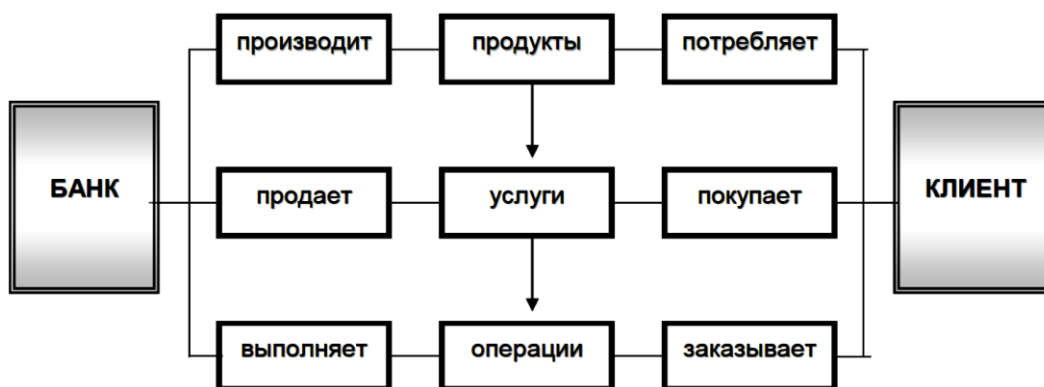 производит продукты потребляет
БАНК продает услуги покупает КЛИЕНТ
выполняет операции заказывает